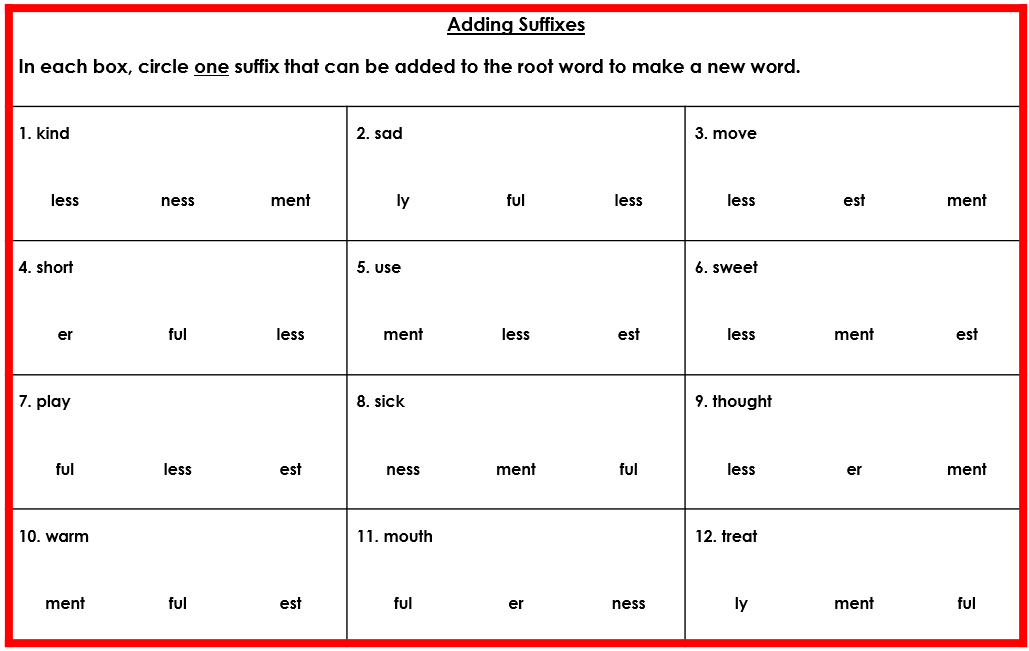 Adding Suffixes
In each box, circle one suffix that can be added to the root word to make a new word.
1. kind
less ness ment
2. sad
ly ful less
3. move
less est ment
4. short
er ful less
5. use
ment less est
6. sweet
less ment est
7. play
ful less est
8. sick
ness ment ful
9. thought
less er ment
10. warm
ment ful est
11. mouth
ful er ness
12. treat
ly ment ful